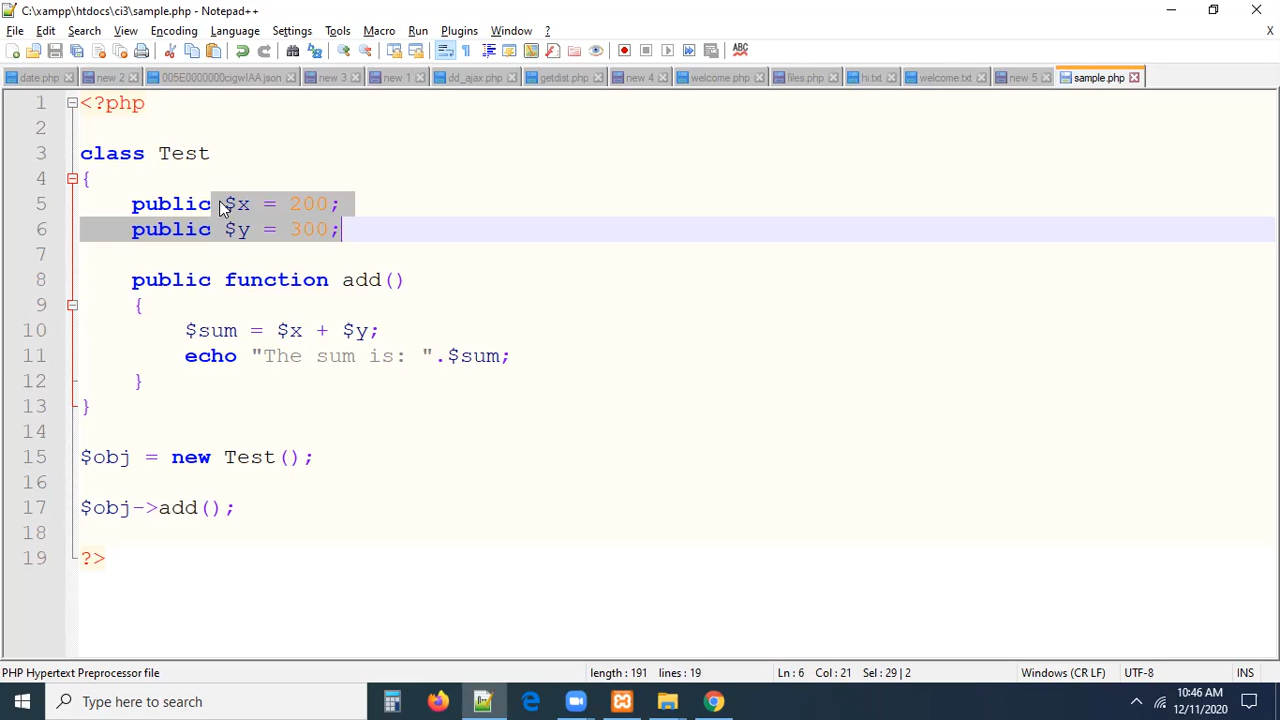 C:\xampp\htdocs\ci3\sample.php - Notepad++
File Edit Search View Encoding Language Settings Tools Macro Run Plugins Window ? X
date.php new 2 005E0000000cigwIAA.json new 3 new 1 dd_ajax.php getdist.php new 4 welcome.php files.php hi.txt welcome.txt new 5 sample.php
1 <?php
2
3 class Test
4 {
5 public $x = 200;
6 public $y = 300;
7
8 public function add()
9 {
10 $sum = $x + $y;
11 echo "The sum is: ".$sum;
12 }
13 }
14
15 $obj = new Test();
16
17 $obj->add();
18
19 ?>
PHP Hypertext Preprocessor file length : 191 lines : 19 Ln : 6 Col : 21 Sel : 29 | 2 Windows (CR LF) UTF-8 INS
Type here to search
10:46 AM
12/11/2020